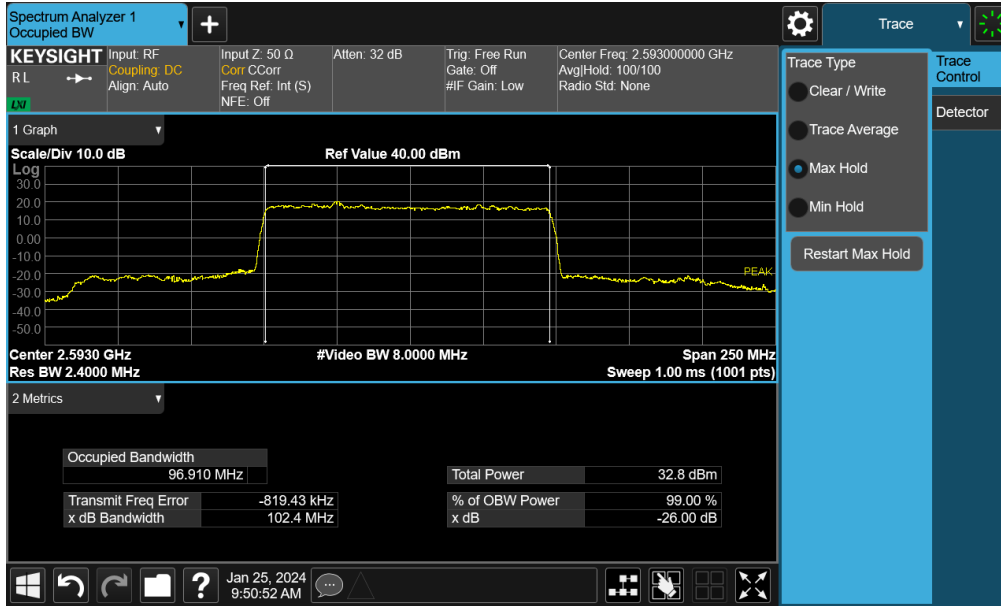 Spectrum Analyzer 1
Occupied BW
+
Trace
KEYSIGHT
R L
LXI
Input: RF
Coupling: DC
Align: Auto
Input Z: 50 Ω
Corr CCorr
Freq Ref: Int (S)
NFE: Off
Atten: 32 dB
Trig: Free Run
Gate: Off
#IF Gain: Low
Center Freq: 2.593000000 GHz
Avg|Hold: 100/100
Radio Std: None
Trace Type
Clear / Write
Trace Average
Max Hold
Min Hold
Restart Max Hold
Trace
Control
Detector
1 Graph
Scale/Div 10.0 dB
Ref Value 40.00 dBm
Log
30.0
20.0
10.0
0.00
-10.0
-20.0
-30.0
-40.0
-50.0
PEAK
Center 2.5930 GHz
#Video BW 8.0000 MHz
Span 250 MHz
Res BW 2.4000 MHz
Sweep 1.00 ms (1001 pts)
2 Metrics
Occupied Bandwidth
96.910 MHz
Total Power 32.8 dBm
Transmit Freq Error -819.43 kHz
% of OBW Power 99.00 %
x dB Bandwidth 102.4 MHz
x dB -26.00 dB
?
Jan 25, 2024
9:50:52 AM